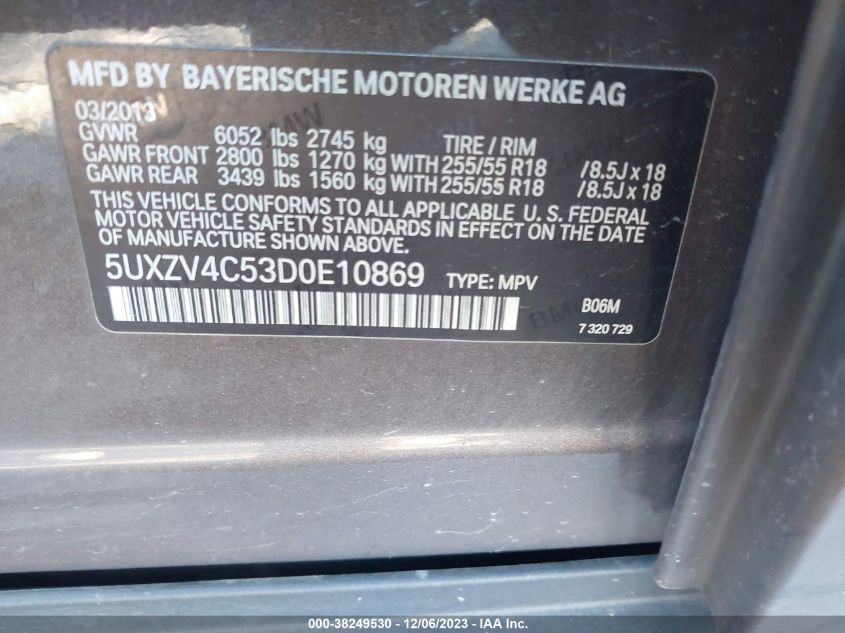 MFD BY BAYERISCHE MOTOREN WERKE AG
03/2013
GVWR 6052 lbs 2745 kg TIRE / RIM
GAWR FRONT 2800 lbs 1270 kg WITH 255/55 R18 /8.5J x 18
GAWR REAR 3439 lbs 1560 kg WITH 255/55 R18 /8.5J x 18
THIS VEHICLE CONFORMS TO ALL APPLICABLE U.S. FEDERAL
MOTOR VEHICLE SAFETY STANDARDS IN EFFECT ON THE DATE
OF MANUFACTURE SHOWN ABOVE.
5UXZV4C53D0E10869 TYPE: MPV
B06M
7 320 729
000-38249530 - 12/06/2023 - IAA Inc.